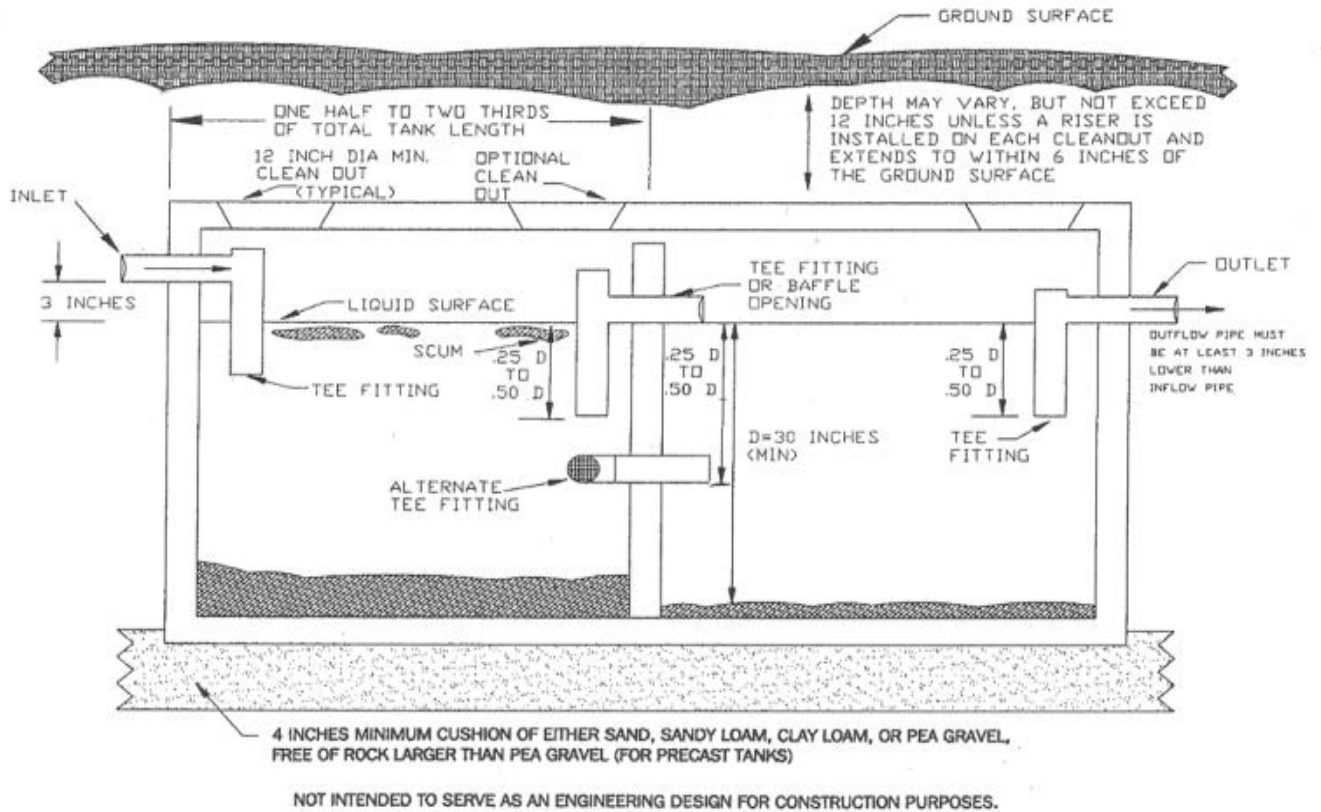 GROUND SURFACE
ONE HALF TO TWO THIRDS
OF TOTAL TANK LENGTH
DEPTH MAY VARY, BUT NOT EXCEED
12 INCHES UNLESS A RISER IS
INSTALLED ON EACH CLEANOUT AND
EXTENDS TO WITHIN 6 INCHES OF
THE GROUND SURFACE
12 INCH DIA MIN.
CLEAN OUT
(TYPICAL)
OPTIONAL
CLEAN
OUT
INLET
3 INCHES
LIQUID SURFACE
SCUM
TEE FITTING
.25 D
TO
.50 D
TEE FITTING
OR BAFFLE
OPENING
.25 D
TO
.50 D
D=30 INCHES
(MIN)
.25 D
TO
.50 D
TEE
FITTING
OUTLET
OUTFLOW PIPE MUST
BE AT LEAST 3 INCHES
LOWER THAN
INFLOW PIPE
ALTERNATE
TEE FITTING
4 INCHES MINIMUM CUSHION OF EITHER SAND, SANDY LOAM, CLAY LOAM, OR PEA GRAVEL,
FREE OF ROCK LARGER THAN PEA GRAVEL (FOR PRECAST TANKS)
NOT INTENDED TO SERVE AS AN ENGINEERING DESIGN FOR CONSTRUCTION PURPOSES.